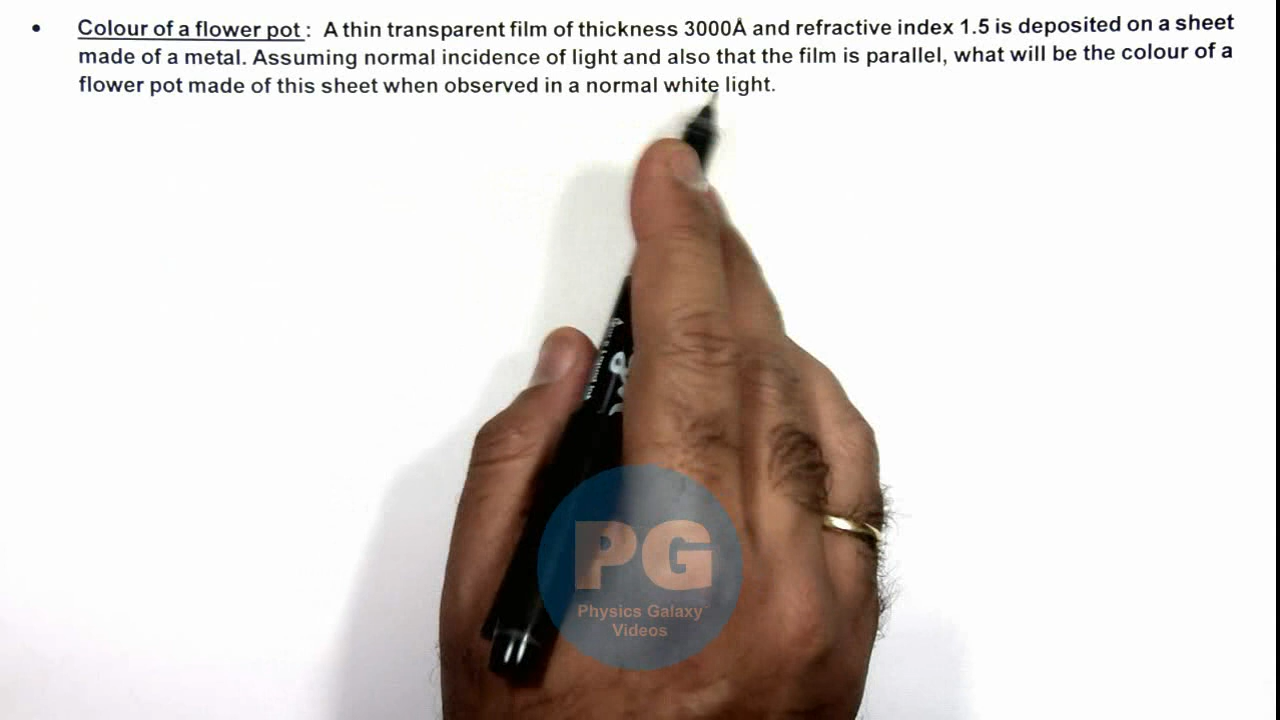 • Colour of a flower pot : A thin transparent film of thickness 3000Å and refractive index 1.5 is deposited on a sheet
made of a metal. Assuming normal incidence of light and also that the film is parallel, what will be the colour of a
flower pot made of this sheet when observed in a normal white light.
PG
Physics Galaxy
Videos